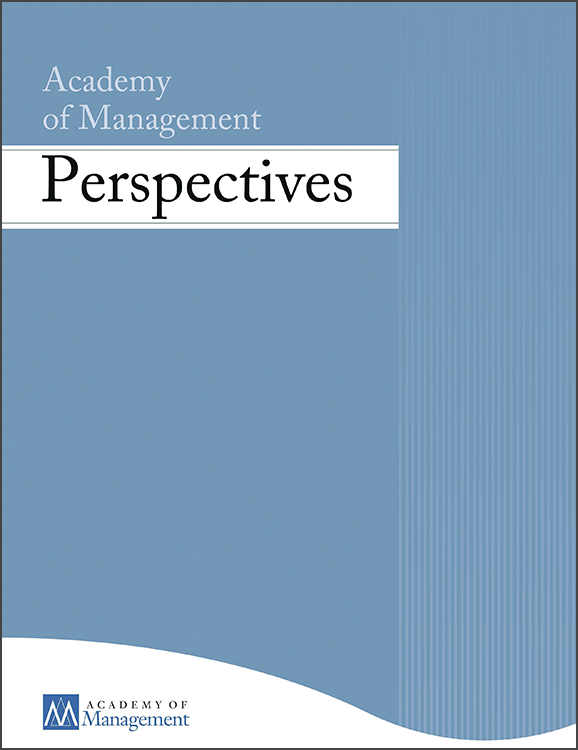 Academy
of Management
Perspectives
ACADEMY OF
Management